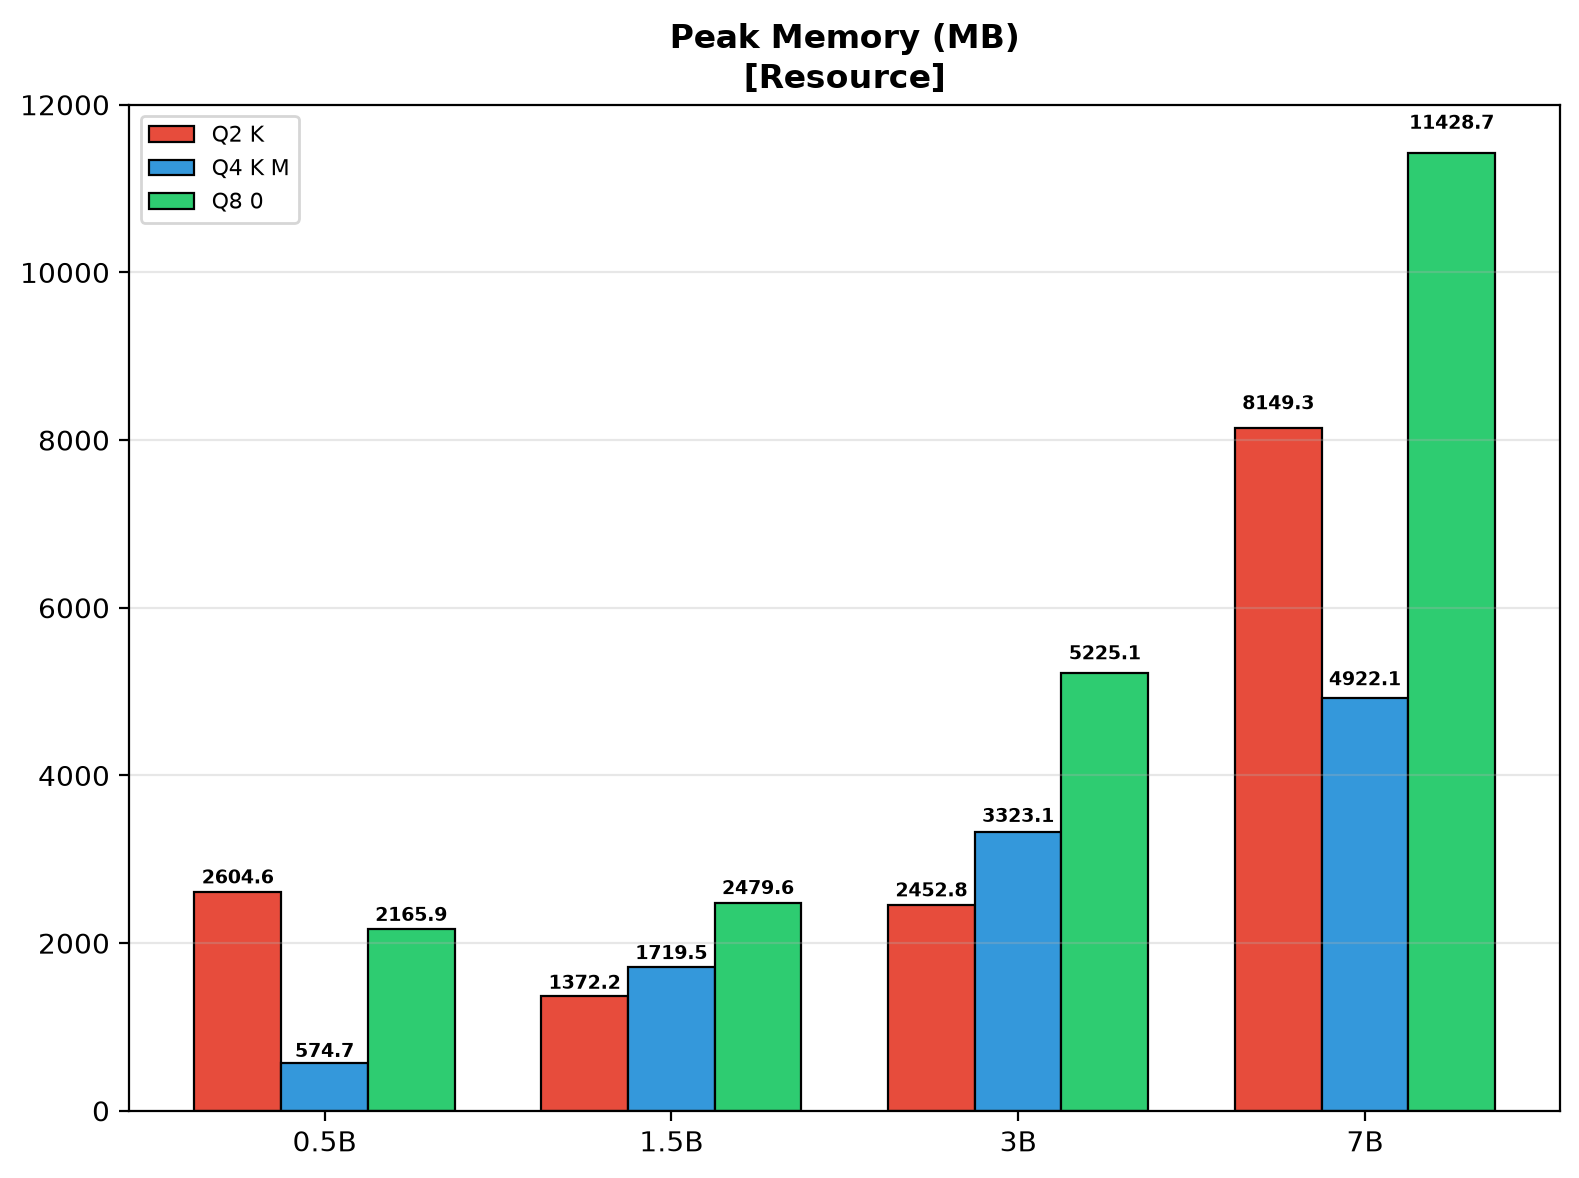 Peak Memory (MB)
[Resource]
12000
10000
8000
6000
4000
2000
0
Q2 K
Q4 K M
Q8 0
2604.6
574.7
2165.9
1372.2
1719.5
2479.6
2452.8
3323.1
5225.1
8149.3
4922.1
11428.7
0.5B
1.5B
3B
7B